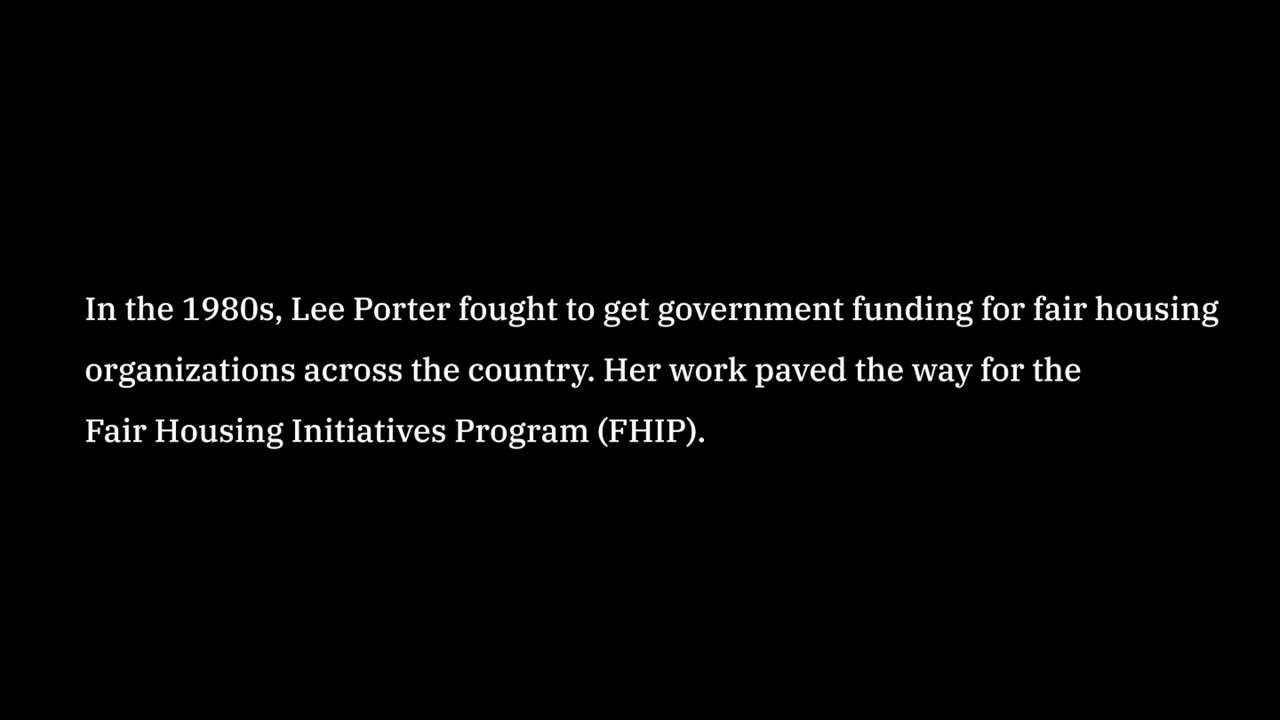 In the 1980s, Lee Porter fought to get government funding for fair housing
organizations across the country. Her work paved the way for the
Fair Housing Initiatives Program (FHIP).